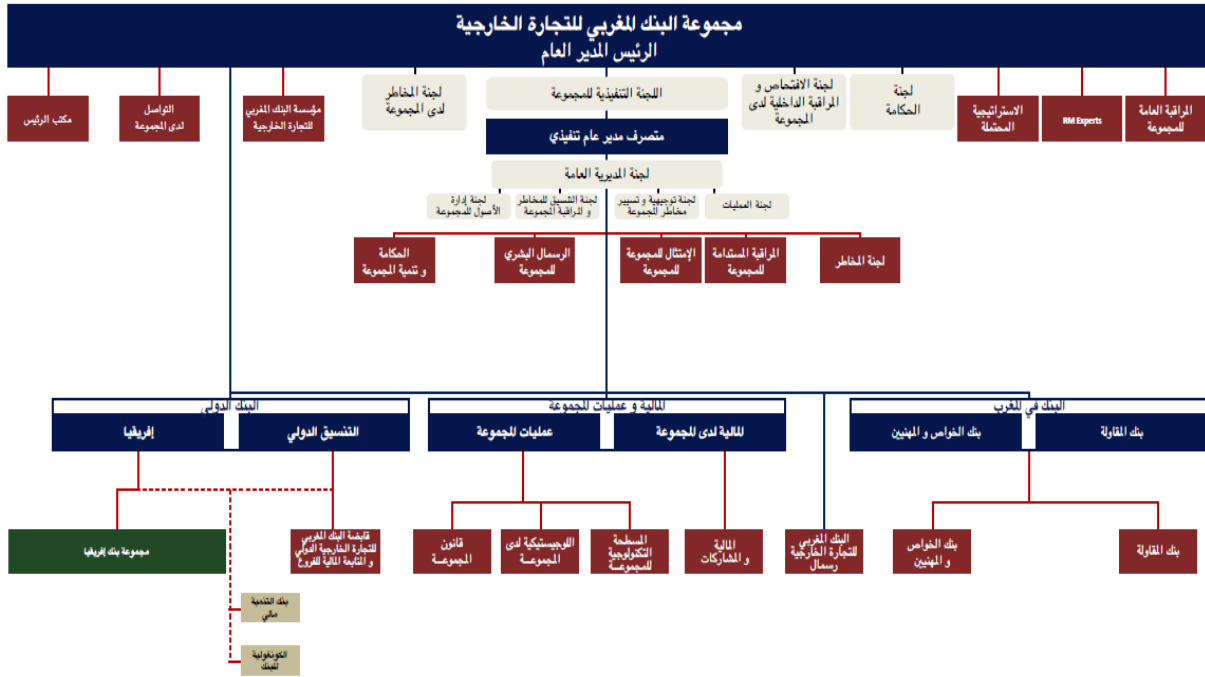 مجموعة البنك المغربي للتجارة الخارجية
الرئيس المدير العام
المراقبة العامة
للمجموعة
RM Experts
الاستراتيجية
المحتملة
لجنة
الحكامة
لجنة الافتحاص و
المراقبة الداخلية لدى
المجموعة
اللجنة التنفيذية للمجموعة
لجنة المخاطر
لدى المجموعة
مؤسسة البنك المغربي
للتجارة الخارجية
التواصل
لدى المجموعة
مكتب الرئيس
متصرف مدير عام تنفيذي
لجنة المديرية العامة
لجنة العمليات
لجنة توجيهية و تسيير
مخاطر المجموعة
لجنة التنسيق للمخاطر
و المراقبة المجموعة
لجنة إدارة
الأصول للمجموعة
لجنة المخاطر
المراقبة المستدامة
للمجموعة
الإمتثال للمجموعة
للمجموعة
الرسمال البشري
للمجموعة
الحكامة
و تنمية المجموعة
البنك في المغرب
بنك المقاولة
بنك الخواص و المهنيين
المالية و عمليات المجموعة
المالية لدى المجموعة
عمليات المجموعة
البنك الدولي
التنسيق الدولي
إفريقيا
بنك المقاولة
بنك الخواص
و المهنيين
البنك المغربي
للتجارة الخارجية
رسمال
المالية
و المشاركات
المسطحة
التكنولوجية
للمجموعـة
اللوجيستيكية لدى
المجموعـــة
قانون
المجموعـــة
قابضة البنك المغربي
للتجارة الخارجية الدولي
و المتابعة المالية للفروع
مجموعة بنك إفريقيا
بنك التنمية
مالي
الكونغولية
للبنك